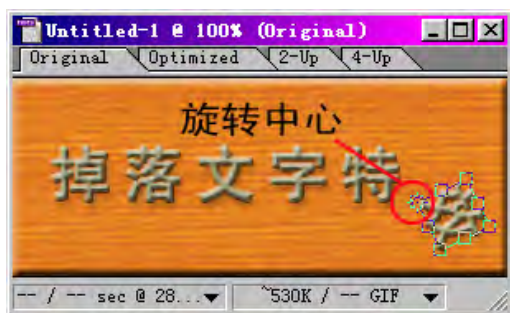 Untitled-1 @ 100% (Original)
Original Optimized 2-Up 4-Up
旋转中心
掉落文字特效
-- / -- sec @ 28... ~530K / -- GIF